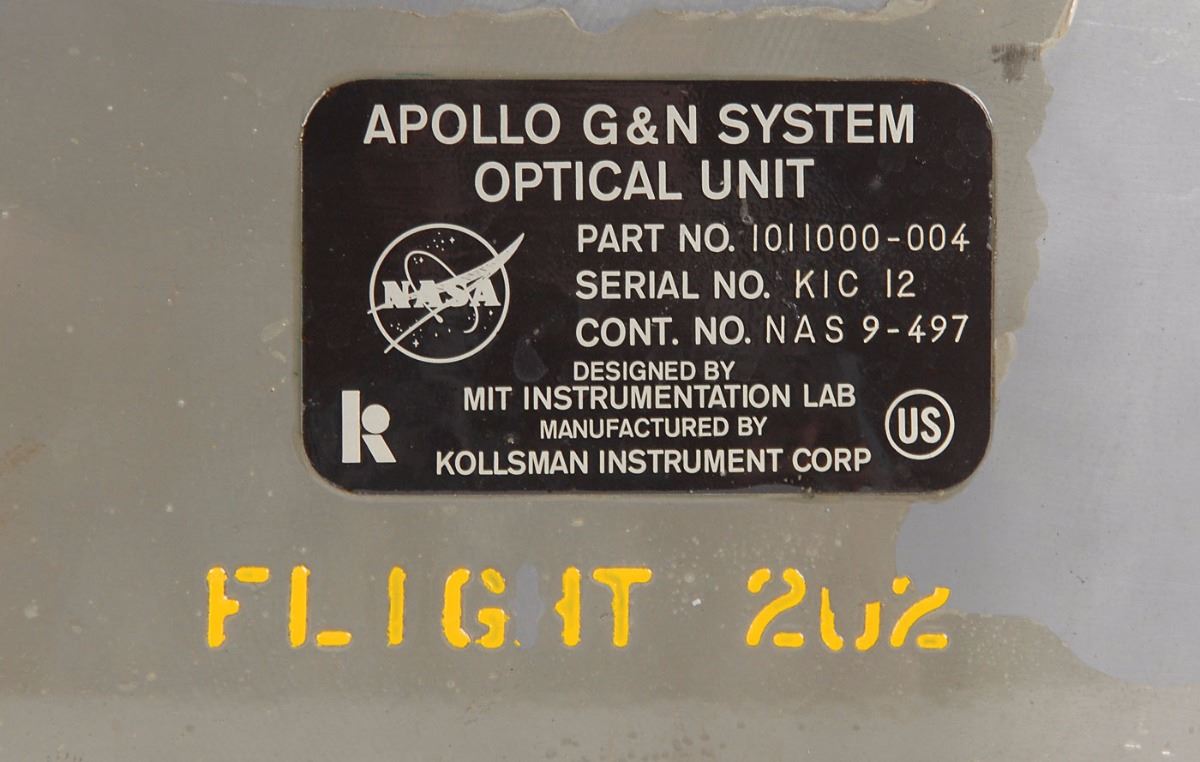 APOLLO G&N SYSTEM
OPTICAL UNIT
NASA
PART NO. 1011000-004
SERIAL NO. KIC 12
CONT. NO. NAS 9-497
DESIGNED BY
MIT INSTRUMENTATION LAB
MANUFACTURED BY
KOLLSMAN INSTRUMENT CORP
k
US
FLIGHT 202